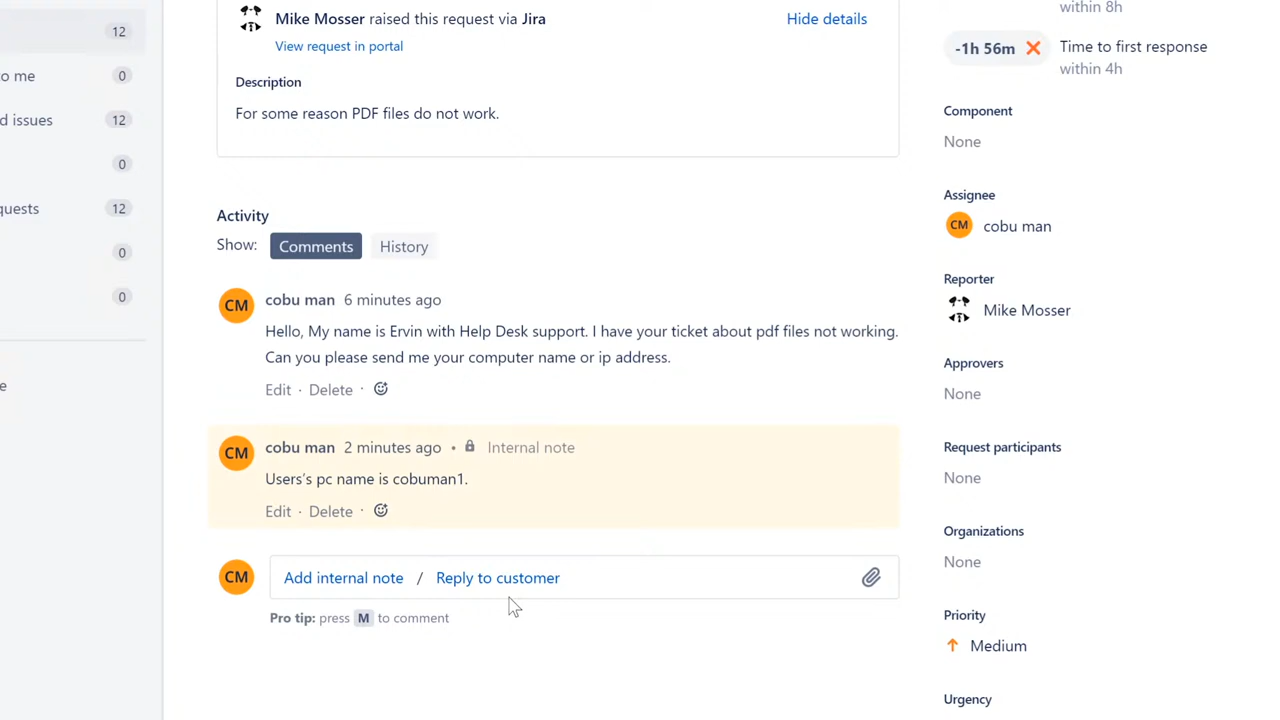 12
o me 0
d issues 12
0
quests 12
0
0
e
Mike Mosser raised this request via Jira
Hide details
View request in portal
Description
For some reason PDF files do not work.
Activity
Show: Comments History
CM cobu man 6 minutes ago
Hello, My name is Ervin with Help Desk support. I have your ticket about pdf files not working.
Can you please send me your computer name or ip address.
Edit · Delete ·
CM cobu man 2 minutes ago • Internal note
Users’s pc name is cobuman1.
Edit · Delete ·
CM Add internal note / Reply to customer
Pro tip: press M to comment
within 8h
-1h 56m Time to first response
within 4h
Component
None
Assignee
CM cobu man
Reporter
Mike Mosser
Approvers
None
Request participants
None
Organizations
None
Priority
Medium
Urgency